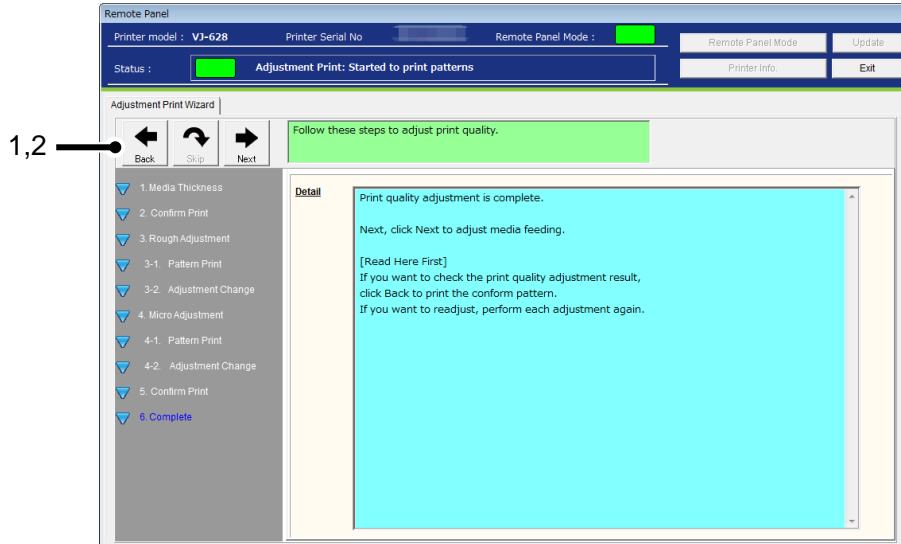 Remote Panel
Printer model : VJ-628 Printer Serial No Remote Panel Mode :
Remote Panel Mode Update
Status : Adjustment Print: Started to print patterns
Printer Info. Exit
Adjustment Print Wizard
1,2
Back Skip Next
Follow these steps to adjust print quality.
1.Media Thickness
2. Confirm Print
3. Rough Adjustment
3-1. Pattern Print
3-2. Adjustment Change
4. Micro Adjustment
4-1. Pattern Print
4-2. Adjustment Change
5. Confirm Print
6. Complete
Detail
Print quality adjustment is complete.
Next, click Next to adjust media feeding.
[Read Here First]
If you want to check the print quality adjustment result,
click Back to print the conform pattern.
If you want to readjust, perform each adjustment again.